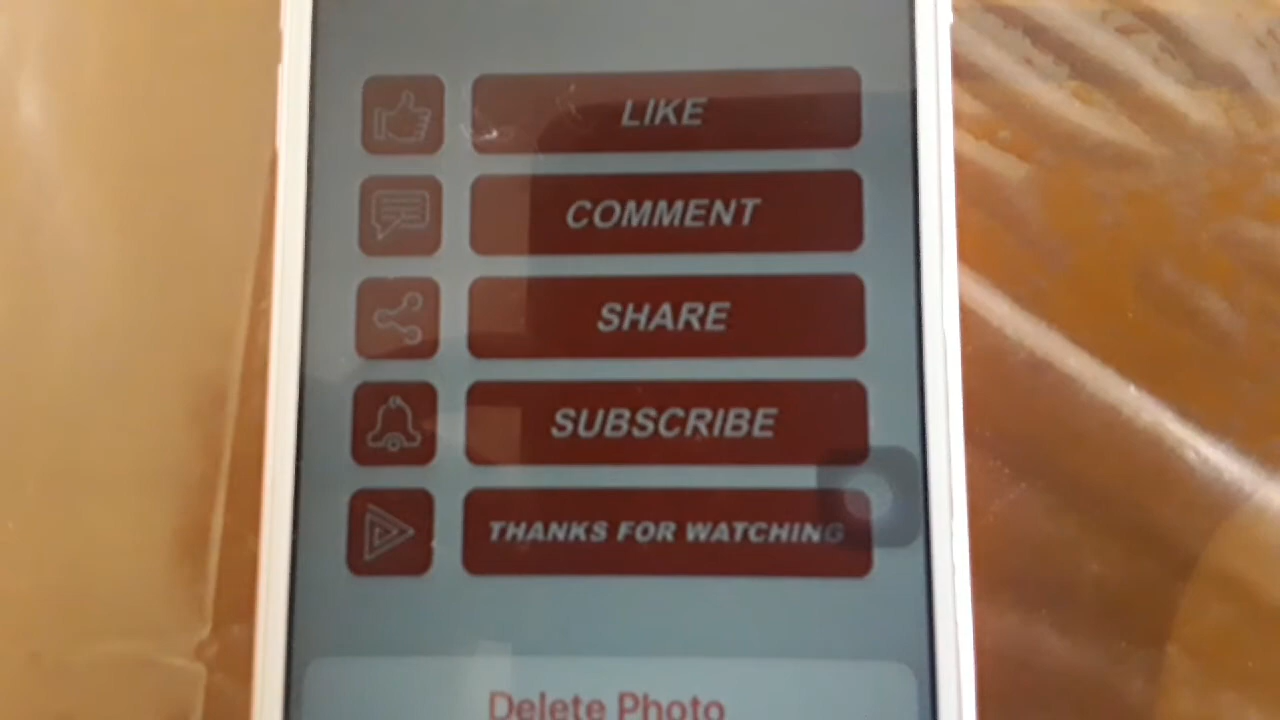 LIKE
COMMENT
SHARE
SUBSCRIBE
THANKS FOR WATCHING
Delete Photo